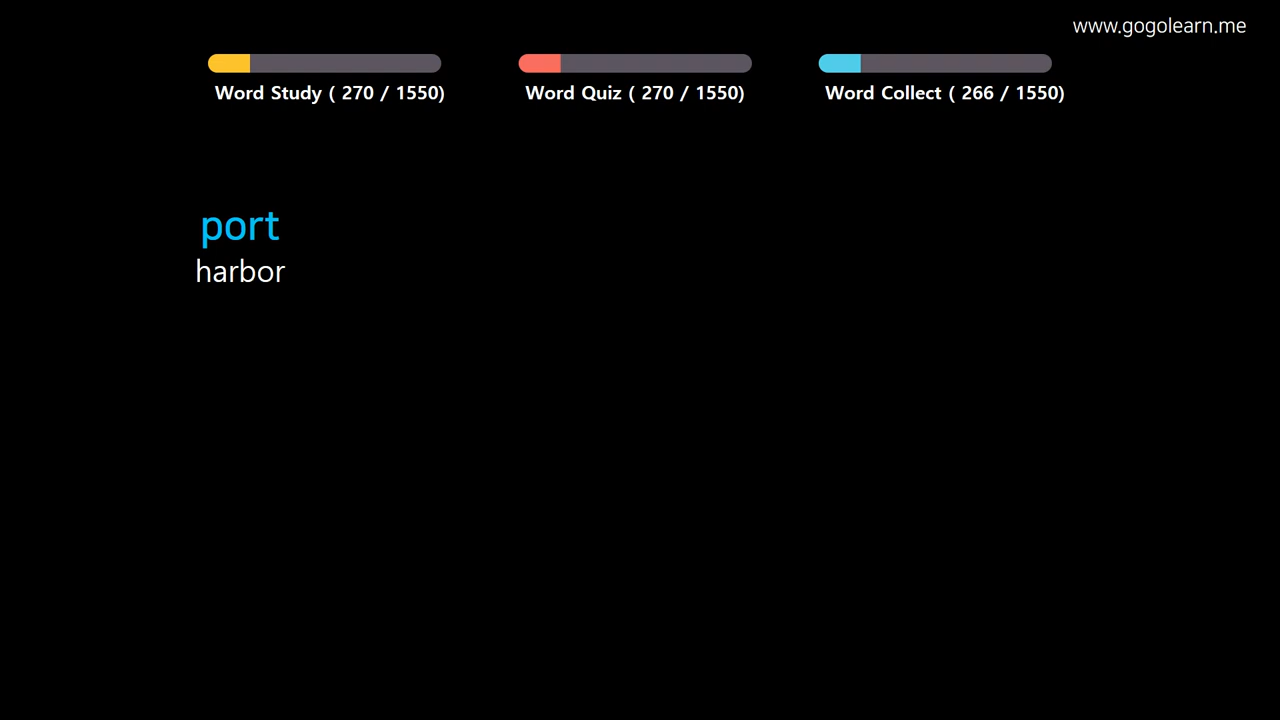 www.gogolearn.me
Word Study ( 270 / 1550)
Word Quiz ( 270 / 1550)
Word Collect ( 266 / 1550)
port
harbor